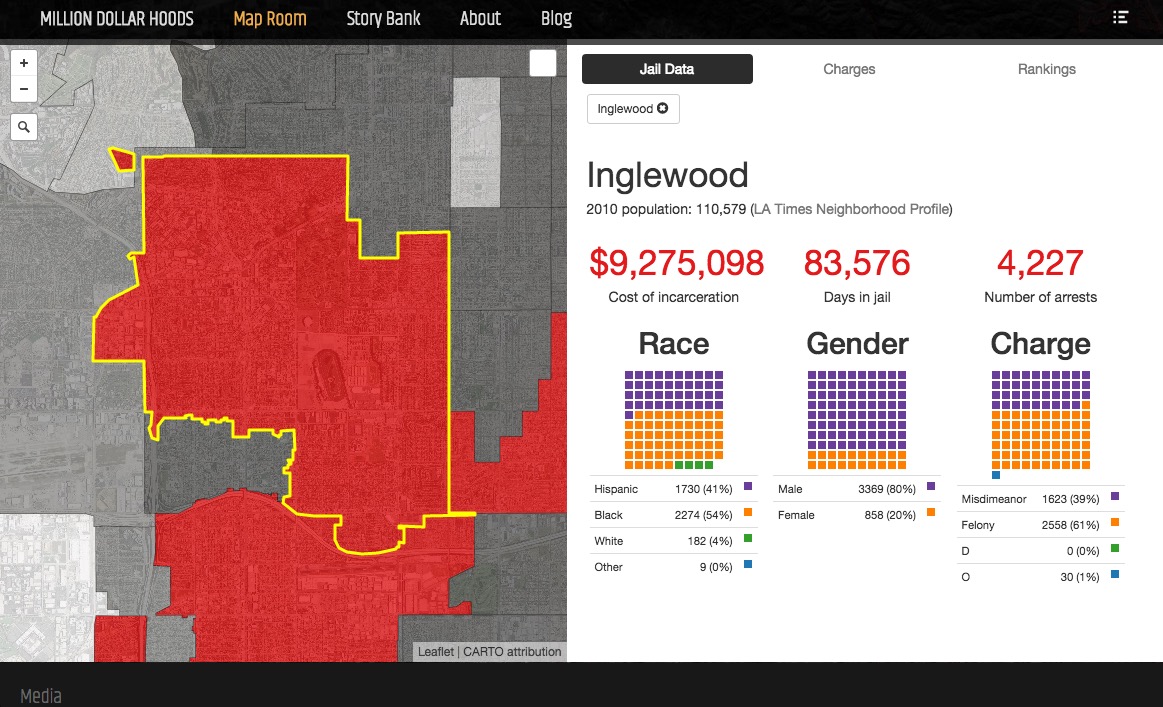 MILLION DOLLAR HOODS Map Room Story Bank About Blog
+
−
Jail Data Charges Rankings
Inglewood
Inglewood
2010 population: 110,579 (LA Times Neighborhood Profile)
$9,275,098 83,576 4,227
Cost of incarceration Days in jail Number of arrests
Race Gender Charge
Hispanic 1730 (41%)
Black 2274 (54%)
White 182 (4%)
Other 9 (0%)
Male 3369 (80%)
Female 858 (20%)
Misdimeanor 1623 (39%)
Felony 2558 (61%)
D 0 (0%)
O 30 (1%)
Leaflet | CARTO attribution
Media